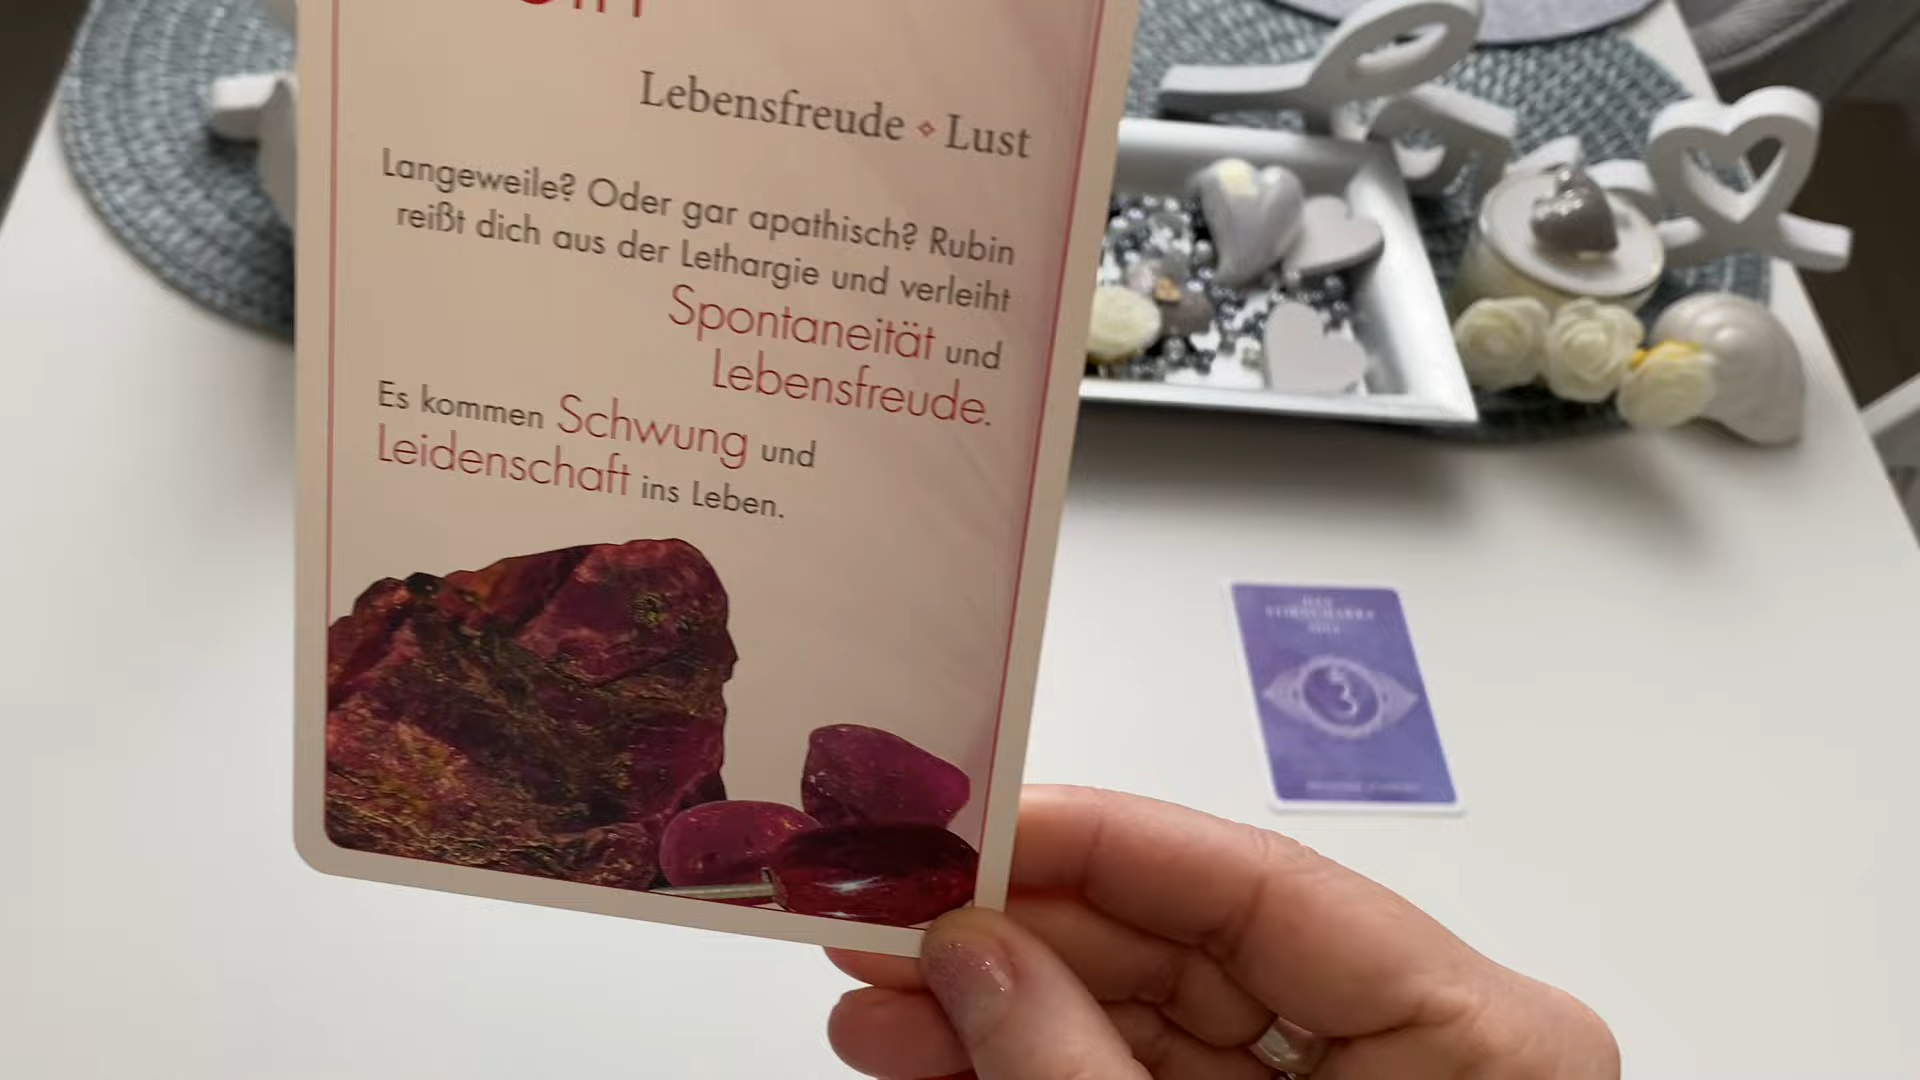 Lebensfreude ⋄ Lust
Langeweile? Oder gar apathisch? Rubin
reißt dich aus der Lethargie und verleiht
Spontaneität und
Lebensfreude.
Es kommen Schwung und
Leidenschaft ins Leben.